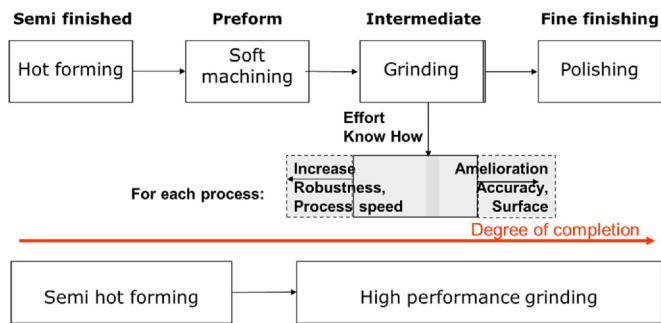 Semi finished
Preform
Intermediate
Fine finishing
Hot forming
Soft
machining
Grinding
Polishing
Effort
Know How
For each process:
Increase
Robustness,
Process speed
Amelioration
Accuracy,
Surface
Degree of completion
Semi hot forming
High performance grinding